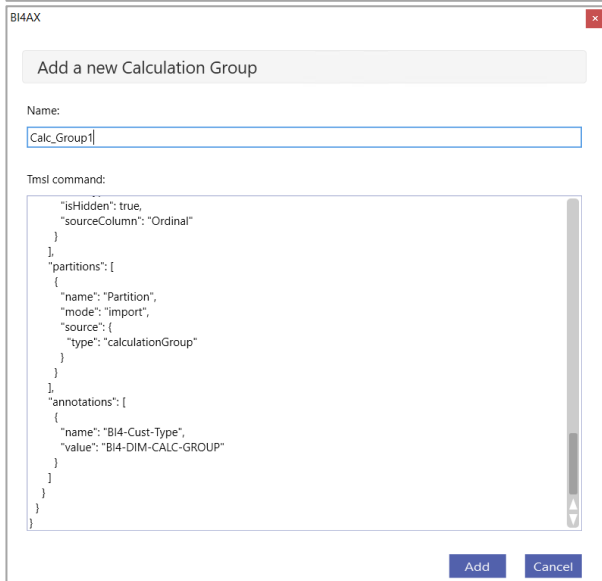 BI4AX
×
Add a new Calculation Group
Name:
Calc_Group1
Tmsl command:
"isHidden": true,
"sourceColumn": "Ordinal"
}
],
"partitions": [
{
"name": "Partition",
"mode": "import",
"source": {
"type": "calculationGroup"
}
}
],
"annotations": [
{
"name": "BI4-Cust-Type",
"value": "BI4-DIM-CALC-GROUP"
}
]
}
}
}
Add Cancel